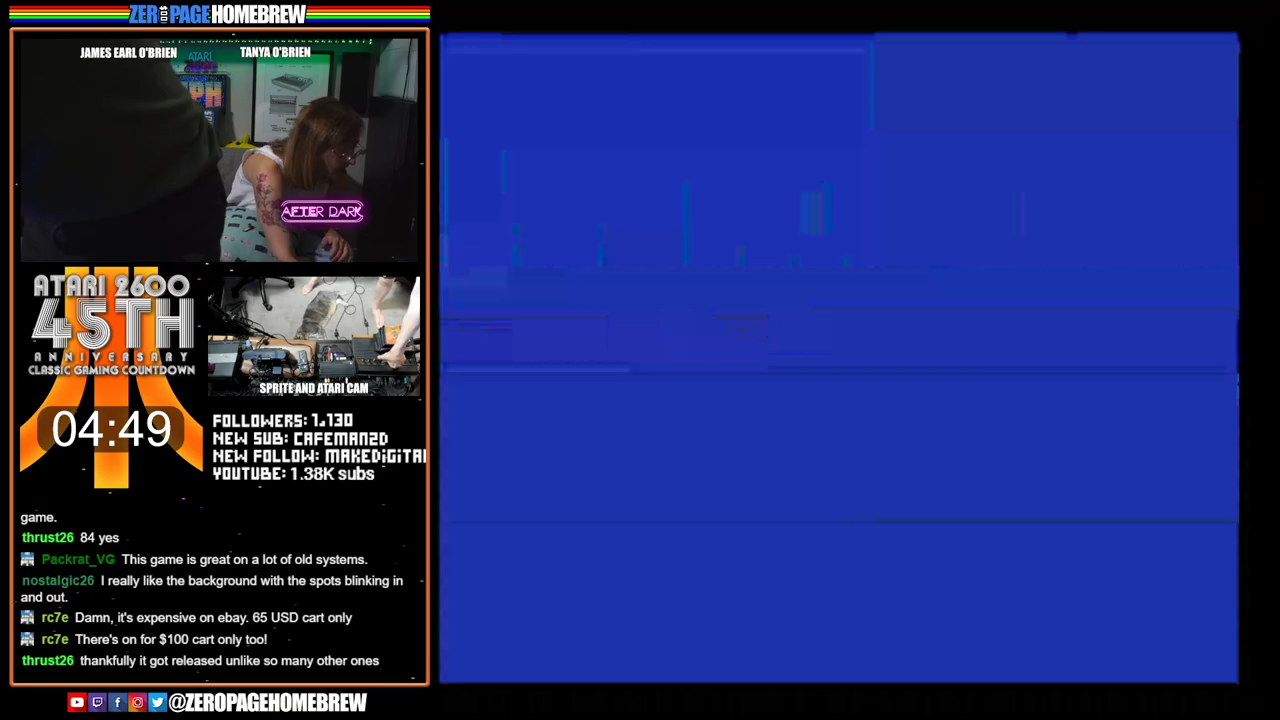 ZEROPAGE HOMEBREW
JAMES EARL O'BRIEN
TANYA O'BRIEN
ATARI
AFTER DARK
ATARI 2600
45TH
ANNIVERSARY
CLASSIC GAMING COUNTDOWN
04:49
SPRITE AND ATARI CAM
FOLLOWERS: 1,130
NEW SUB: CAFEMAN2D
NEW FOLLOW: MAKEDIGITAL
YOUTUBE: 1.38K subs
game.
thrust26 84 yes
Packrat_VG This game is great on a lot of old systems.
nostalgic26 I really like the background with the spots blinking in
and out.
rc7e Damn, it's expensive on ebay. 65 USD cart only
rc7e There's on for $100 cart only too!
thrust26 thankfully it got released unlike so many other ones
@ZEROPAGEHOMEBREW